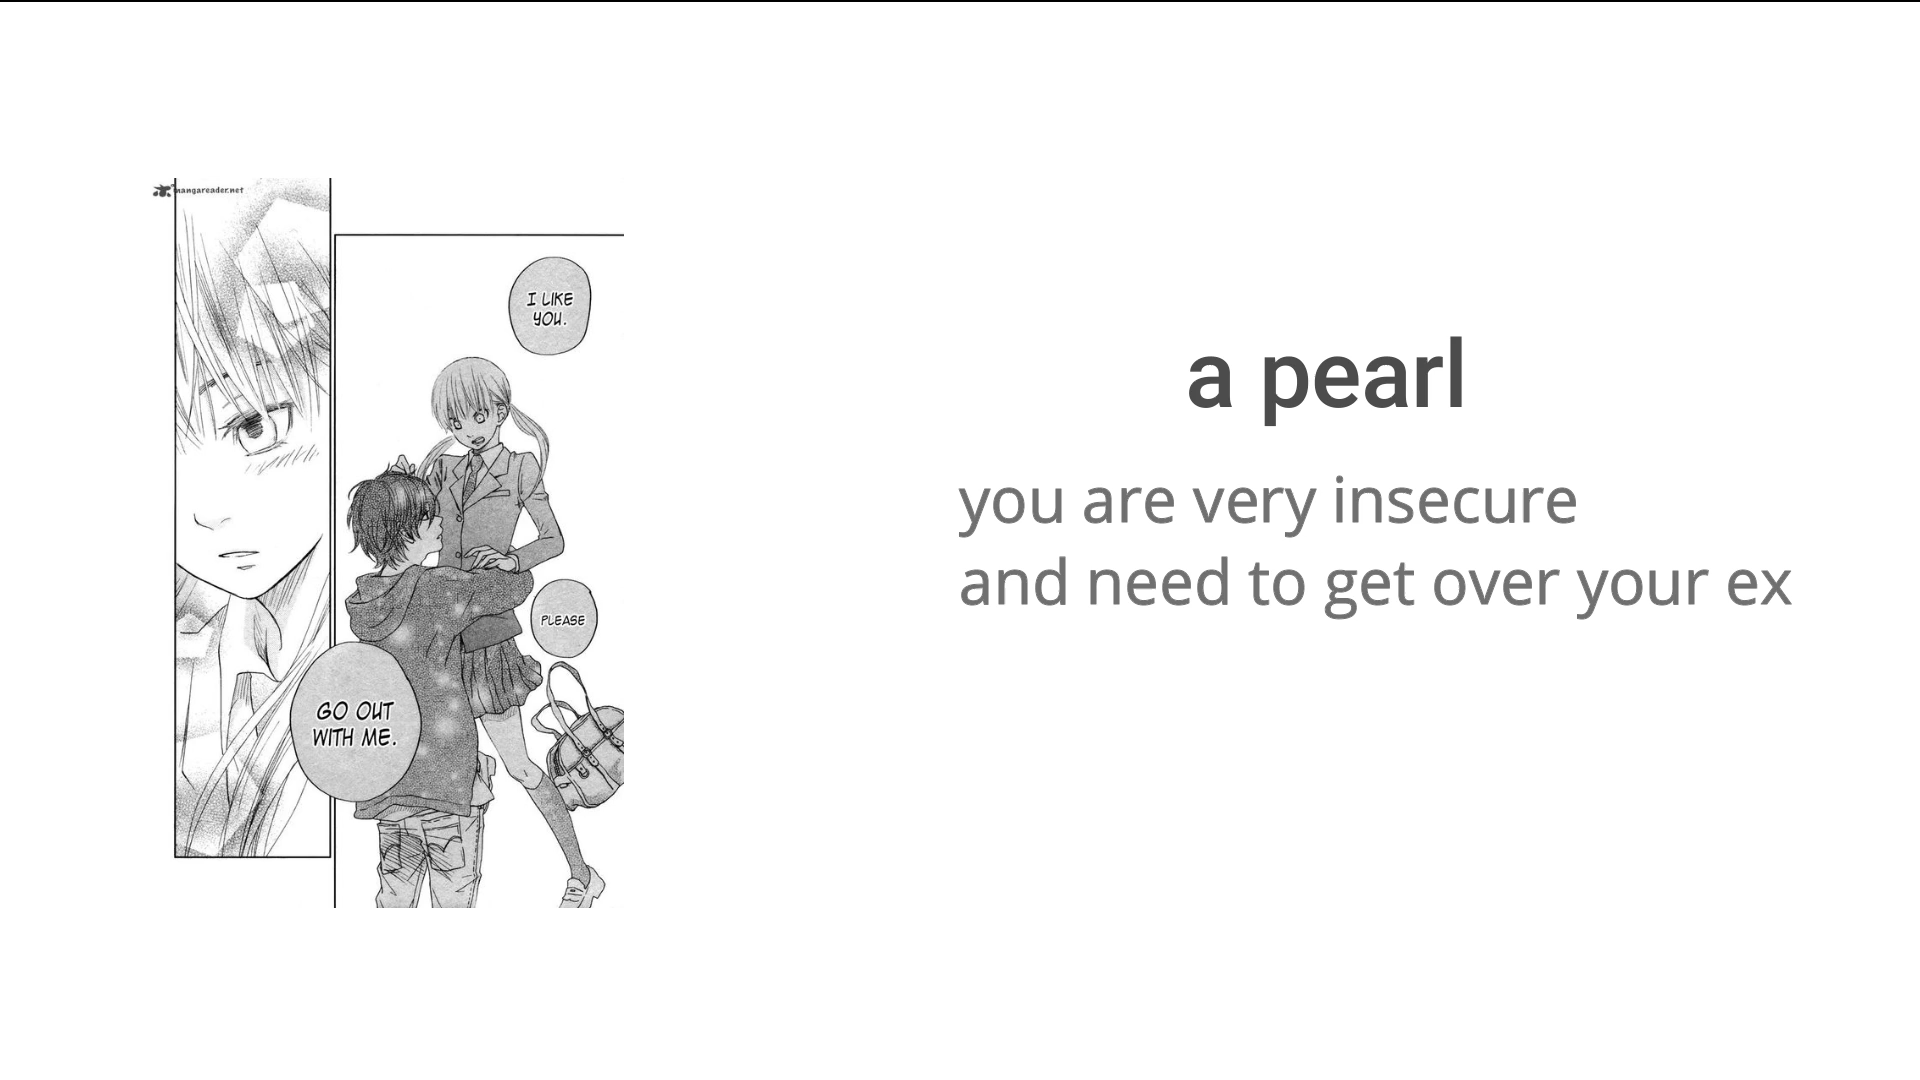 mangareader.net
I LIKE
YOU.
PLEASE
GO OUT
WITH ME.
a pearl
you are very insecure
and need to get over your ex